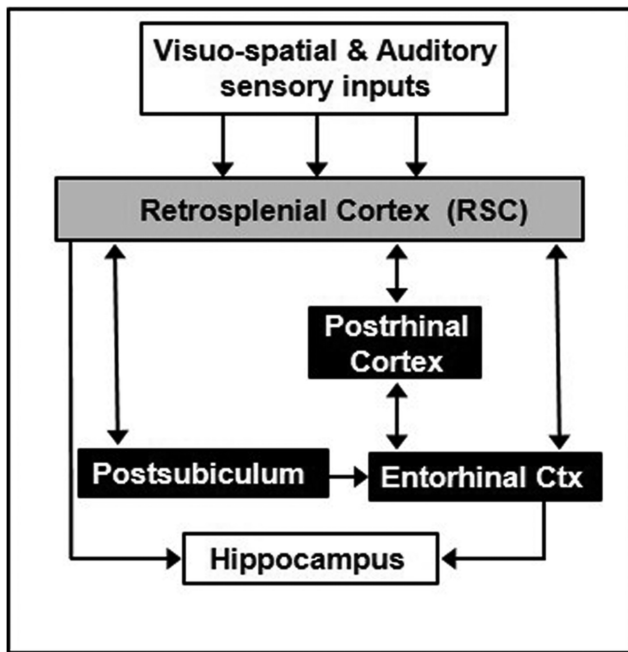 Visuo-spatial & Auditory
sensory inputs
Retrosplenial Cortex (RSC)
Postrhinal
Cortex
Postsubiculum
Entorhinal Ctx
Hippocampus